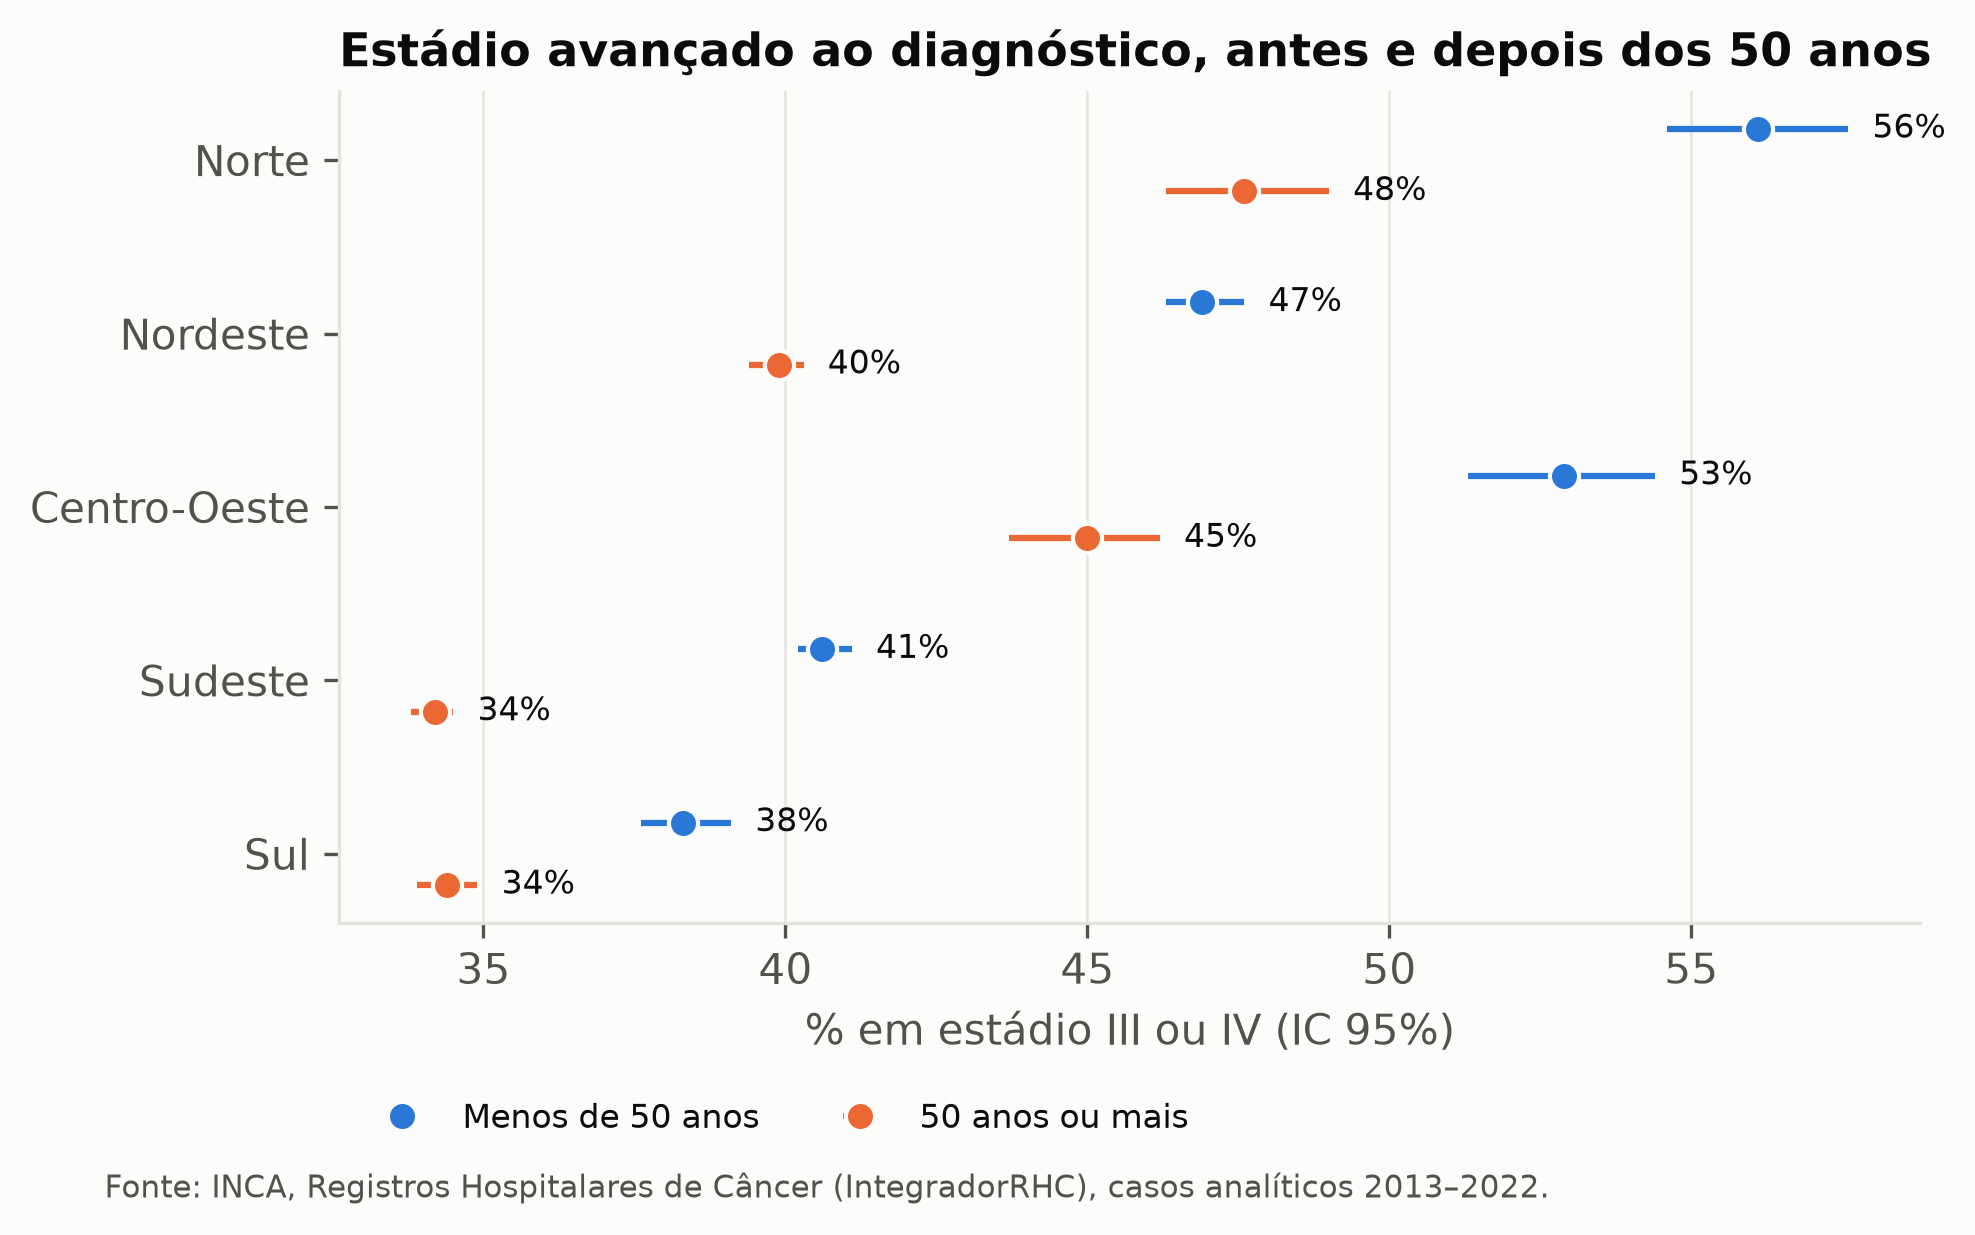 Estádio avançado ao diagnóstico, antes e depois dos 50 anos
56%
Norte
48%
47%
Nordeste
40%
53%
Centro-Oeste
45%
41%
Sudeste
34%
38%
Sul
34%
35 40 45 50 55
% em estádio III ou IV (IC 95%)
Menos de 50 anos 50 anos ou mais
Fonte: INCA, Registros Hospitalares de Câncer (IntegradorRHC), casos analíticos 2013–2022.